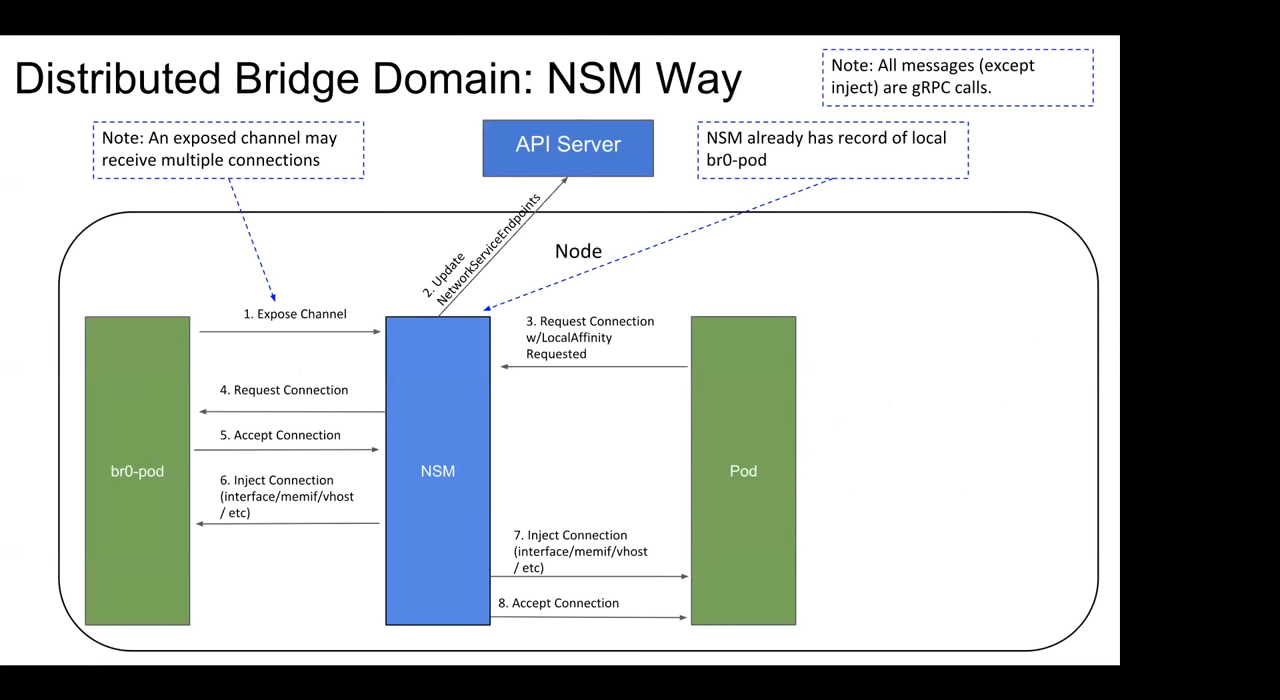 Distributed Bridge Domain: NSM Way
Note: All messages (except
inject) are gRPC calls.
Note: An exposed channel may
receive multiple connections
API Server
NSM already has record of local
br0-pod
2. Update
NetworkServiceEndpoints
Node
1. Expose Channel
3. Request Connection
w/LocalAffinity
Requested
4. Request Connection
5. Accept Connection
br0-pod
NSM
Pod
6. Inject Connection
(interface/memif/vhost
/ etc)
7. Inject Connection
(interface/memif/vhost
/ etc)
8. Accept Connection